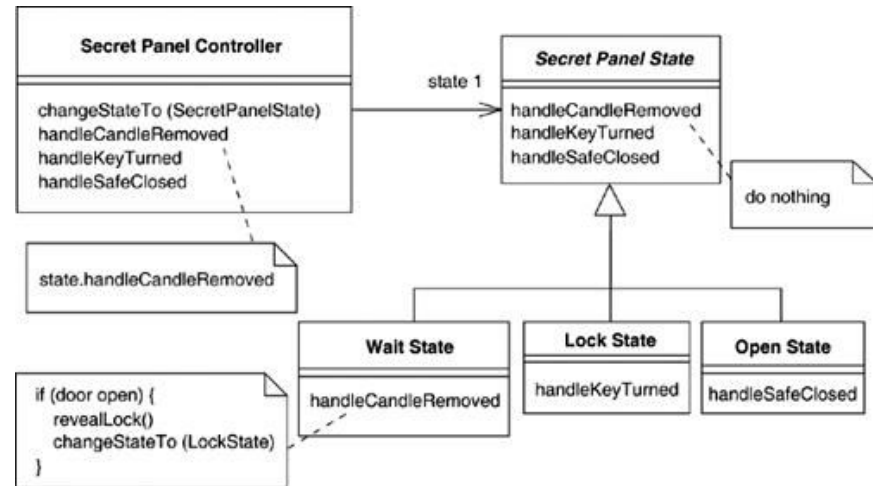 Secret Panel Controller
changeStateTo (SecretPanelState)
handleCandleRemoved
handleKeyTurned
handleSafeClosed
state 1
Secret Panel State
handleCandleRemoved
handleKeyTurned
handleSafeClosed
do nothing
state.handleCandleRemoved
Wait State
handleCandleRemoved
Lock State
handleKeyTurned
Open State
handleSafeClosed
if (door open) {
revealLock()
changeStateTo (LockState)
}